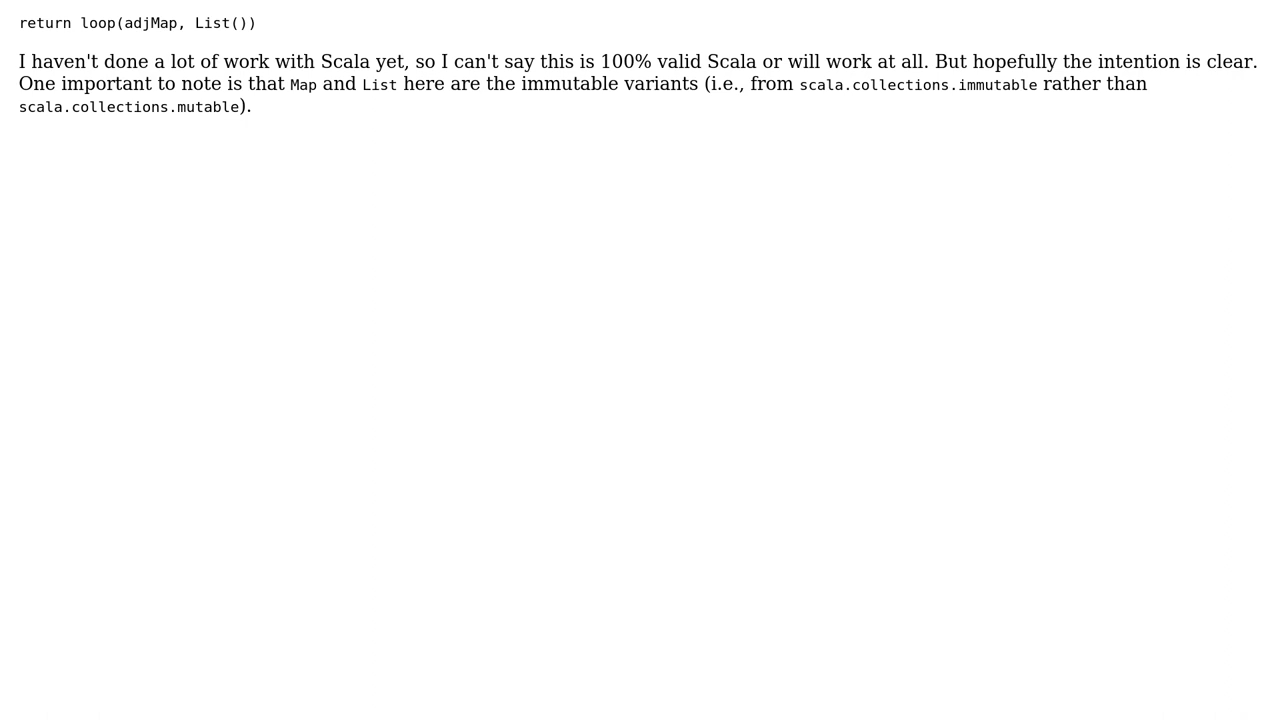 return loop(adjMap, List())
I haven't done a lot of work with Scala yet, so I can't say this is 100% valid Scala or will work at all. But hopefully the intention is clear.
One important to note is that Map and List here are the immutable variants (i.e., from scala.collections.immutable rather than
scala.collections.mutable).